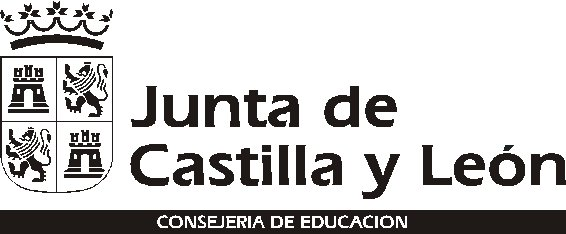 Junta de
Castilla y León
CONSEJERIA DE EDUCACION